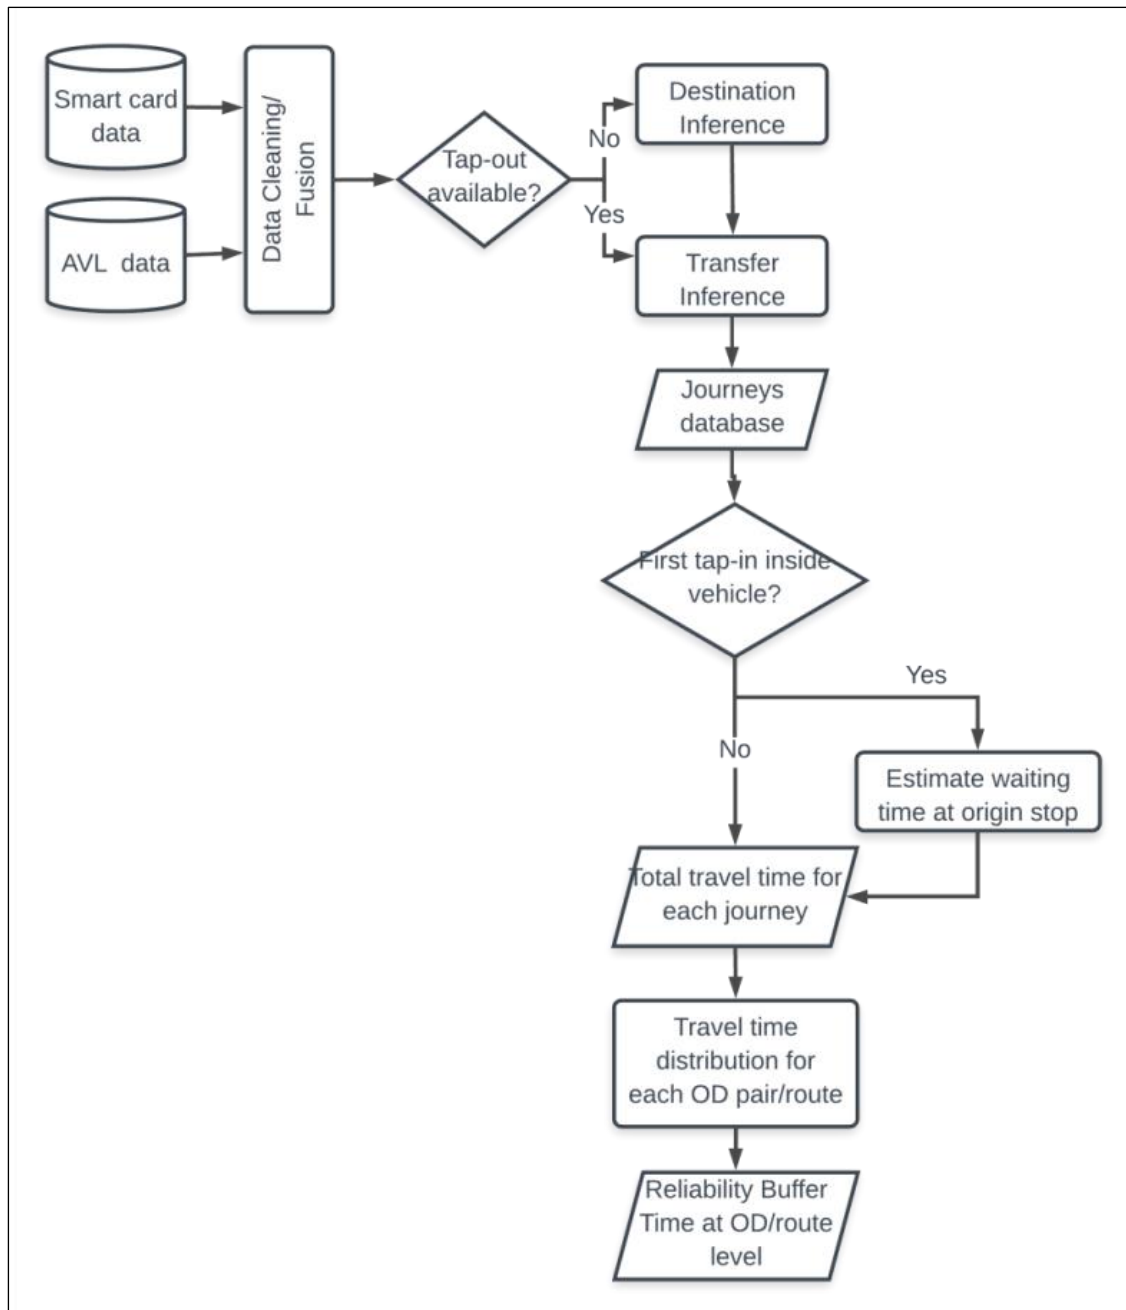 Smart card
data
AVL data
Data Cleaning/
Fusion
Tap-out
available?
No
Yes
Destination
Inference
Transfer
Inference
Journeys
database
First tap-in inside
vehicle?
Yes
No
Estimate waiting
time at origin stop
Total travel time for
each journey
Travel time
distribution for
each OD pair/route
Reliability Buffer
Time at OD/route
level